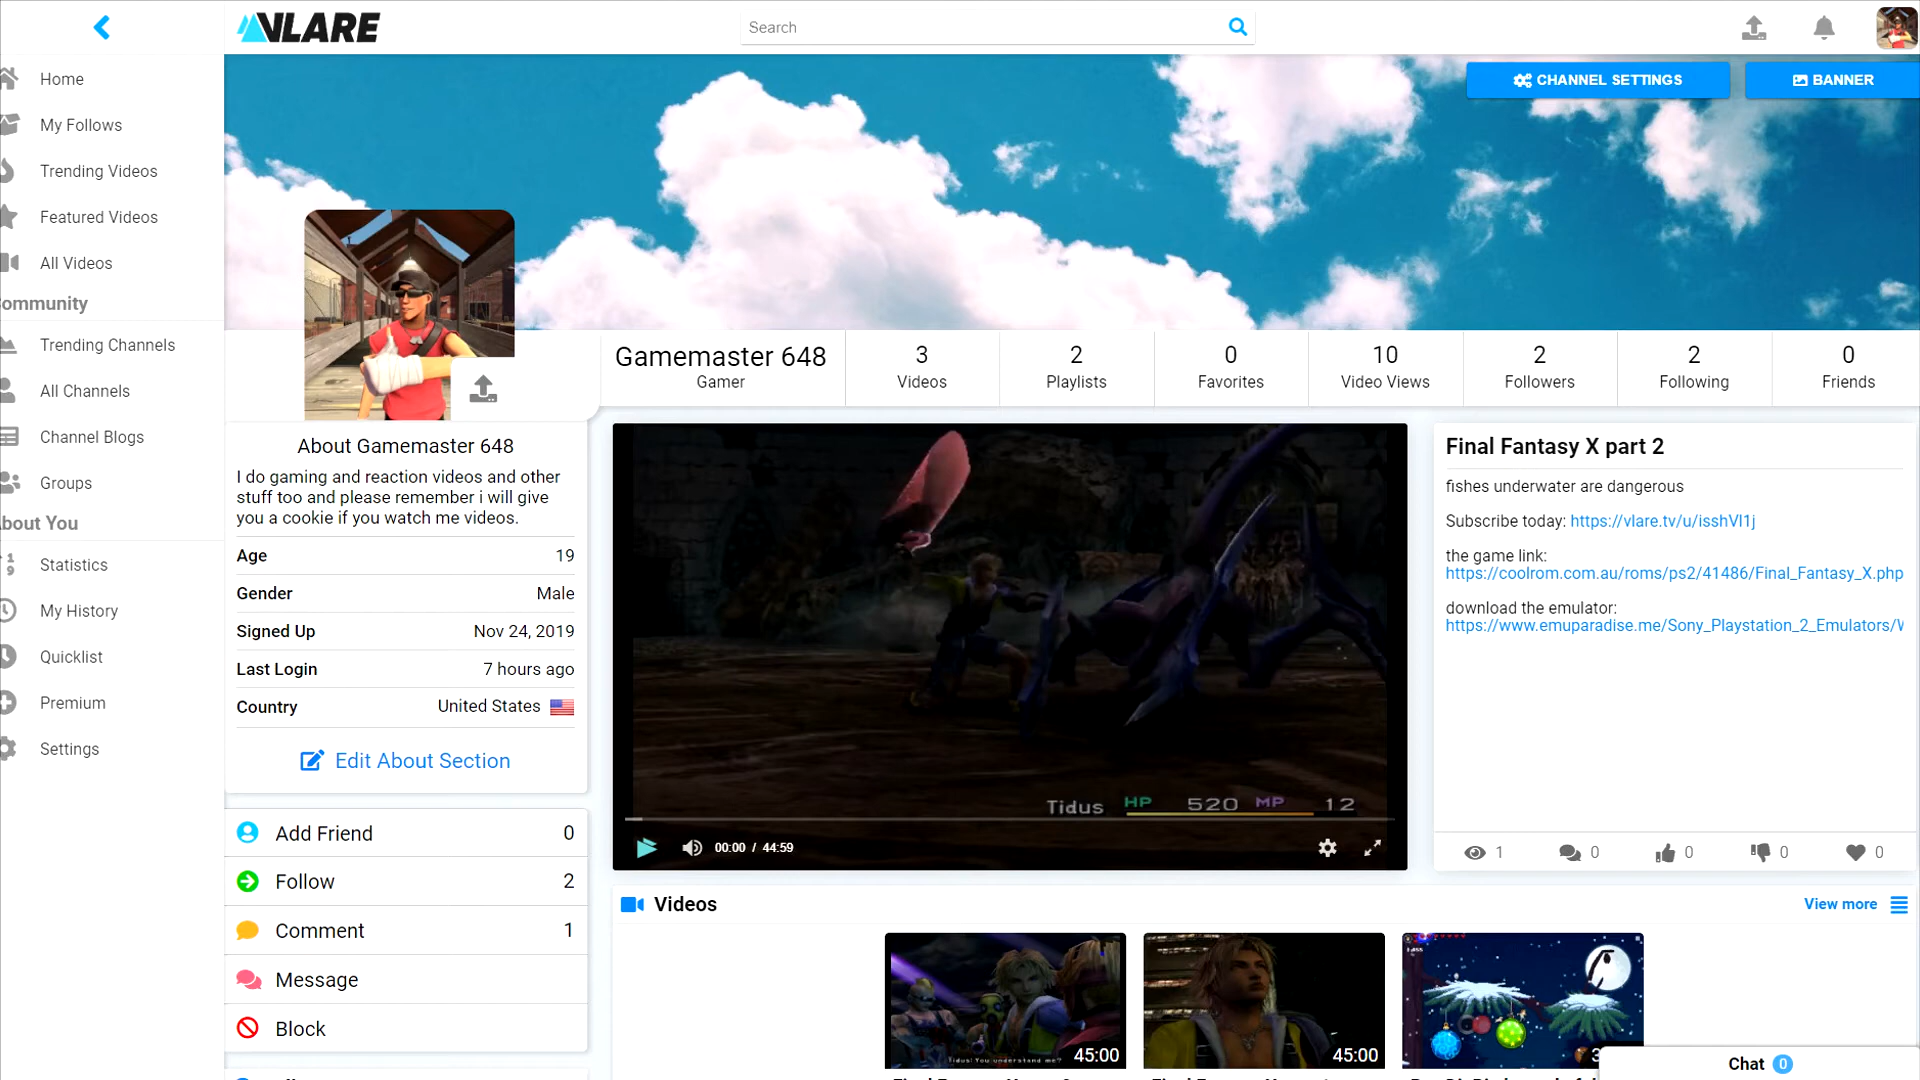 VLARE
Search
CHANNEL SETTINGS
BANNER
Home
My Follows
Trending Videos
Featured Videos
All Videos
ommunity
Trending Channels
All Channels
Channel Blogs
Groups
bout You
Statistics
My History
Quicklist
Premium
Settings
Gamemaster 648
Gamer
3
Videos
2
Playlists
0
Favorites
10
Video Views
2
Followers
2
Following
0
Friends
About Gamemaster 648
I do gaming and reaction videos and other
stuff too and please remember i will give
you a cookie if you watch me videos.
Age 19
Gender Male
Signed Up Nov 24, 2019
Last Login 7 hours ago
Country United States
Edit About Section
Add Friend 0
Follow 2
Comment 1
Message
Block
Tidus HP 520 MP 12
00:00 / 44:59
Final Fantasy X part 2
fishes underwater are dangerous
Subscribe today: https://vlare.tv/u/isshVl1j
the game link:
https://coolrom.com.au/roms/ps2/41486/Final_Fantasy_X.php
download the emulator:
https://www.emuparadise.me/Sony_Playstation_2_Emulators/
1 0 0 0 0
Videos
View more
Tidus! You understand me?
45:00
45:00
3
Chat 0